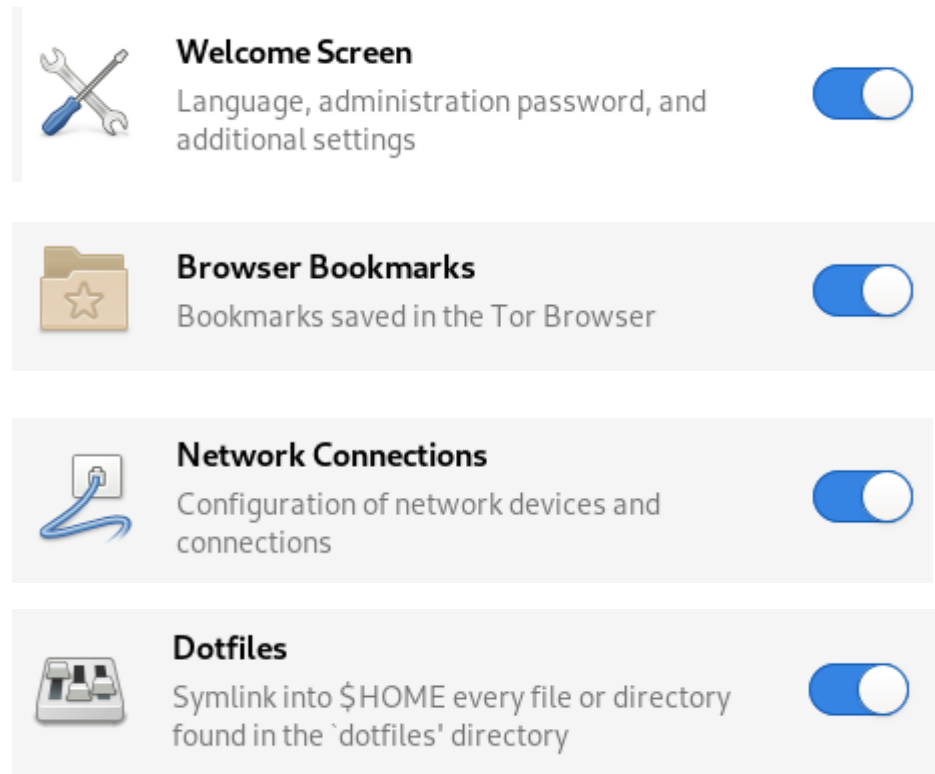 Welcome Screen
Language, administration password, and
additional settings
Browser Bookmarks
Bookmarks saved in the Tor Browser
Network Connections
Configuration of network devices and
connections
Dotfiles
Symlink into $HOME every file or directory
found in the `dotfiles' directory